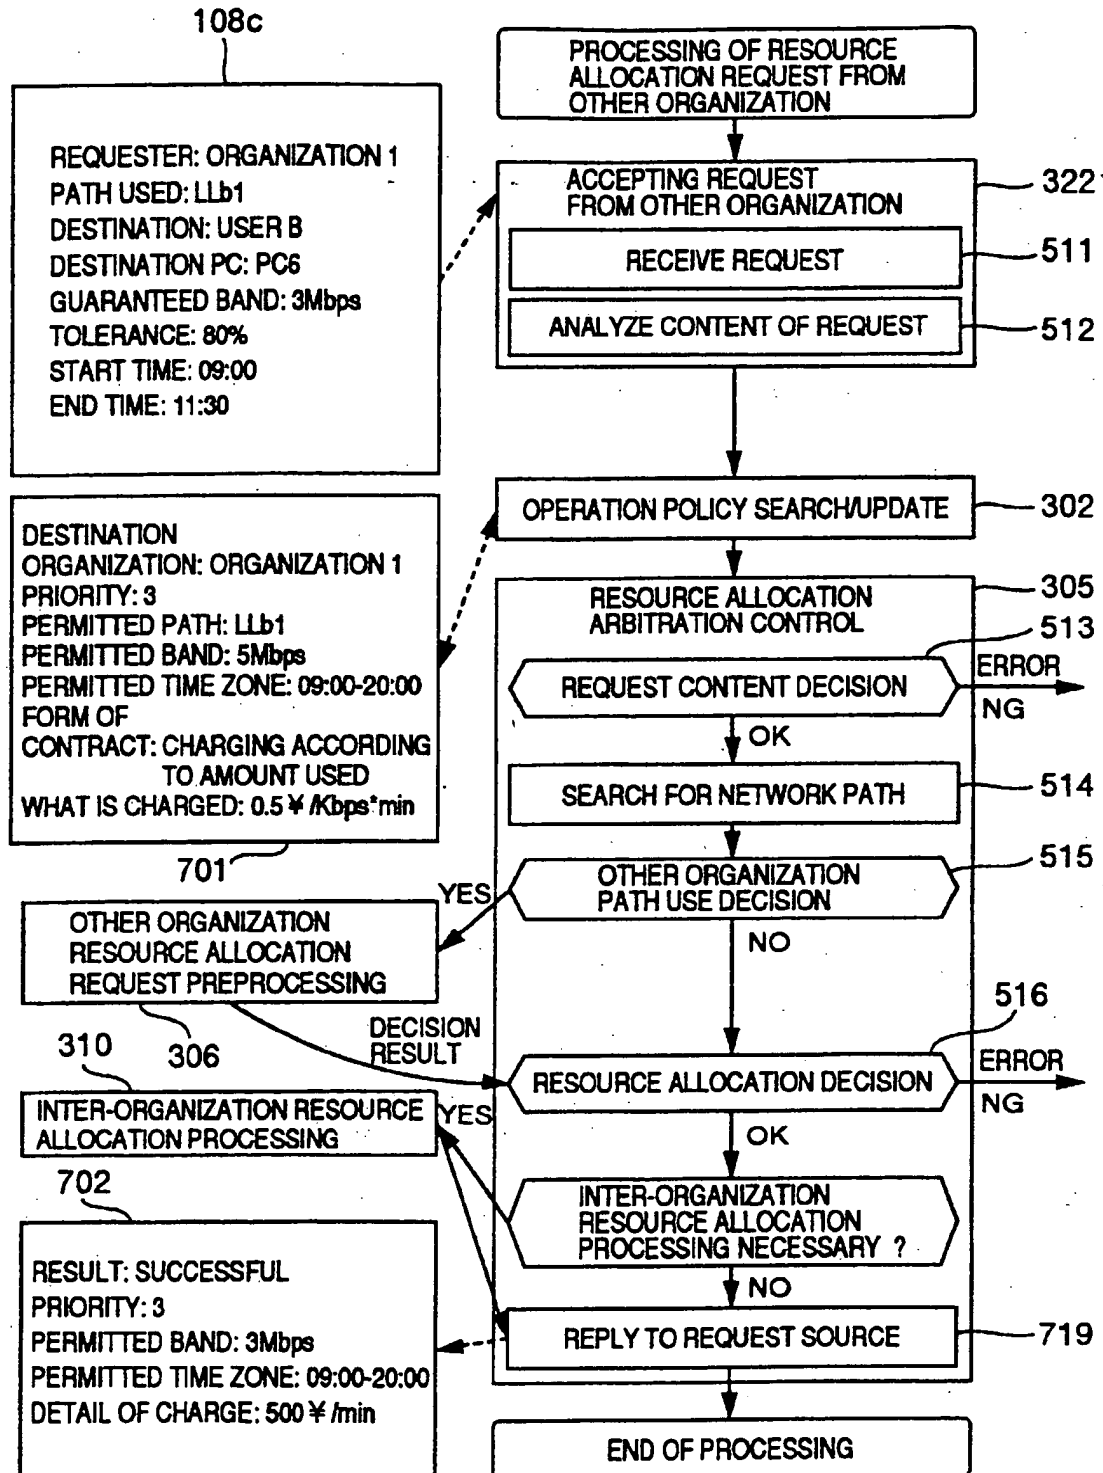 108c
PROCESSING OF RESOURCE
ALLOCATION REQUEST FROM
OTHER ORGANIZATION
REQUESTER: ORGANIZATION 1
PATH USED: LLb1
DESTINATION: USER B
DESTINATION PC: PC6
GUARANTEED BAND: 3Mbps
TOLERANCE: 80%
START TIME: 09:00
END TIME: 11:30
ACCEPTING REQUEST
FROM OTHER ORGANIZATION
322
RECEIVE REQUEST
511
ANALYZE CONTENT OF REQUEST
512
OPERATION POLICY SEARCH/UPDATE
302
DESTINATION
ORGANIZATION: ORGANIZATION 1
PRIORITY: 3
PERMITTED PATH: LLb1
PERMITTED BAND: 5Mbps
PERMITTED TIME ZONE: 09:00-20:00
FORM OF
CONTRACT: CHARGING ACCORDING
TO AMOUNT USED
WHAT IS CHARGED: 0.5 ¥ /Kbps*min
701
RESOURCE ALLOCATION
ARBITRATION CONTROL
305
513
REQUEST CONTENT DECISION
ERROR
NG
OK
SEARCH FOR NETWORK PATH
514
OTHER ORGANIZATION
PATH USE DECISION
515
YES
NO
OTHER ORGANIZATION
RESOURCE ALLOCATION
REQUEST PREPROCESSING
306
DECISION
RESULT
516
RESOURCE ALLOCATION DECISION
ERROR
NG
OK
310
INTER-ORGANIZATION RESOURCE
ALLOCATION PROCESSING
YES
INTER-ORGANIZATION
RESOURCE ALLOCATION
PROCESSING NECESSARY ?
NO
702
RESULT: SUCCESSFUL
PRIORITY: 3
PERMITTED BAND: 3Mbps
PERMITTED TIME ZONE: 09:00-20:00
DETAIL OF CHARGE: 500 ¥ /min
REPLY TO REQUEST SOURCE
719
END OF PROCESSING